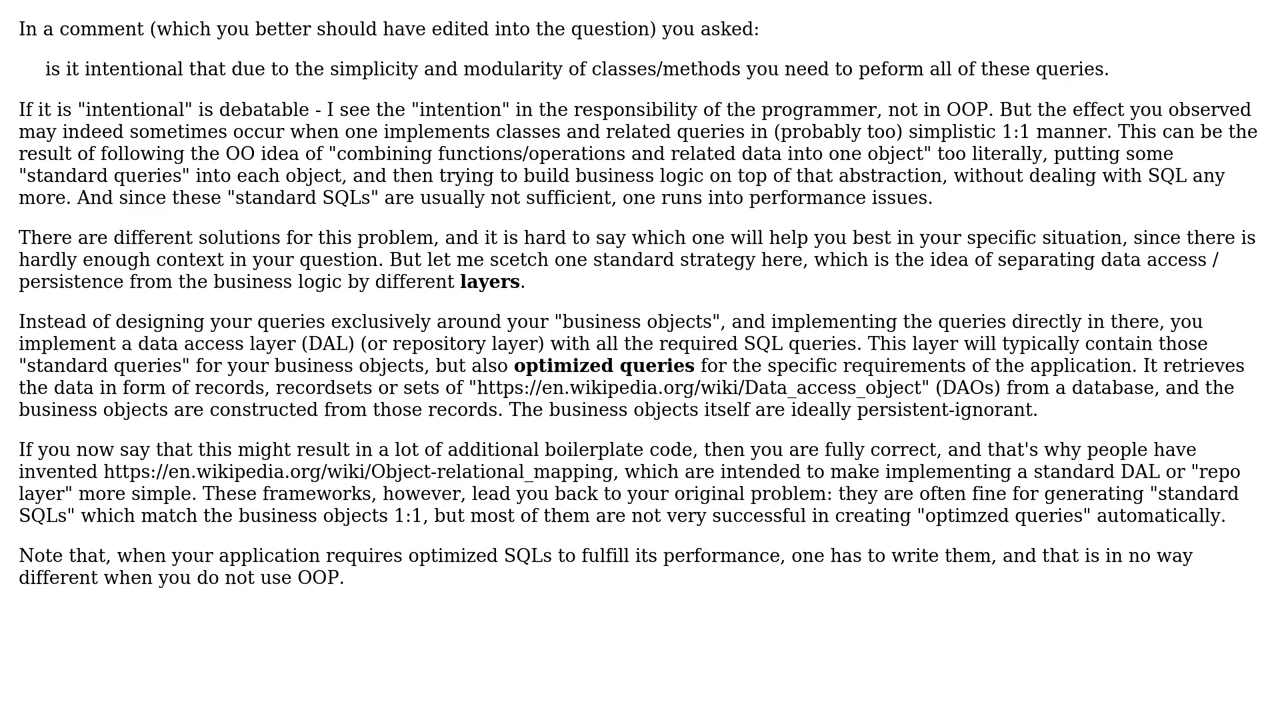 In a comment (which you better should have edited into the question) you asked:
is it intentional that due to the simplicity and modularity of classes/methods you need to peform all of these queries.
If it is "intentional" is debatable - I see the "intention" in the responsibility of the programmer, not in OOP. But the effect you observed
may indeed sometimes occur when one implements classes and related queries in (probably too) simplistic 1:1 manner. This can be the
result of following the OO idea of "combining functions/operations and related data into one object" too literally, putting some
"standard queries" into each object, and then trying to build business logic on top of that abstraction, without dealing with SQL any
more. And since these "standard SQLs" are usually not sufficient, one runs into performance issues.
There are different solutions for this problem, and it is hard to say which one will help you best in your specific situation, since there is
hardly enough context in your question. But let me scetch one standard strategy here, which is the idea of separating data access /
persistence from the business logic by different layers.
Instead of designing your queries exclusively around your "business objects", and implementing the queries directly in there, you
implement a data access layer (DAL) (or repository layer) with all the required SQL queries. This layer will typically contain those
"standard queries" for your business objects, but also optimized queries for the specific requirements of the application. It retrieves
the data in form of records, recordsets or sets of "https://en.wikipedia.org/wiki/Data_access_object" (DAOs) from a database, and the
business objects are constructed from those records. The business objects itself are ideally persistent-ignorant.
If you now say that this might result in a lot of additional boilerplate code, then you are fully correct, and that's why people have
invented https://en.wikipedia.org/wiki/Object-relational_mapping, which are intended to make implementing a standard DAL or "repo
layer" more simple. These frameworks, however, lead you back to your original problem: they are often fine for generating "standard
SQLs" which match the business objects 1:1, but most of them are not very successful in creating "optimzed queries" automatically.
Note that, when your application requires optimized SQLs to fulfill its performance, one has to write them, and that is in no way
different when you do not use OOP.